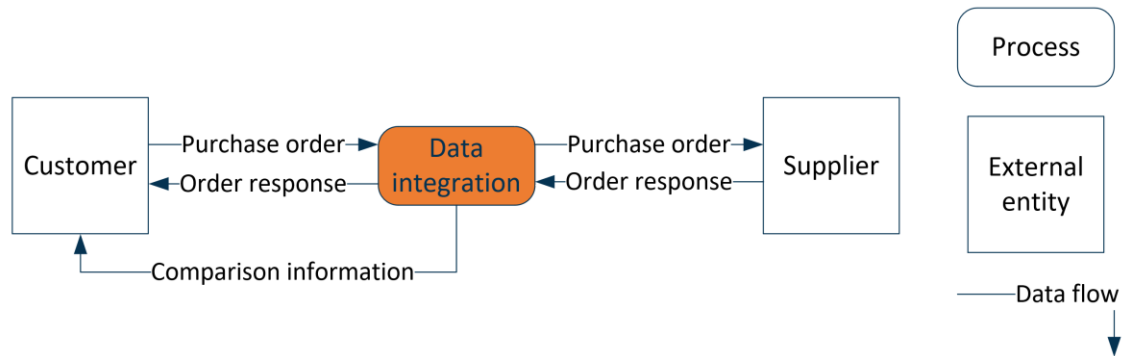 Process
Customer
Purchase order
Data
integration
Purchase order
Supplier
Order response
Order response
External
entity
Comparison information
Data flow